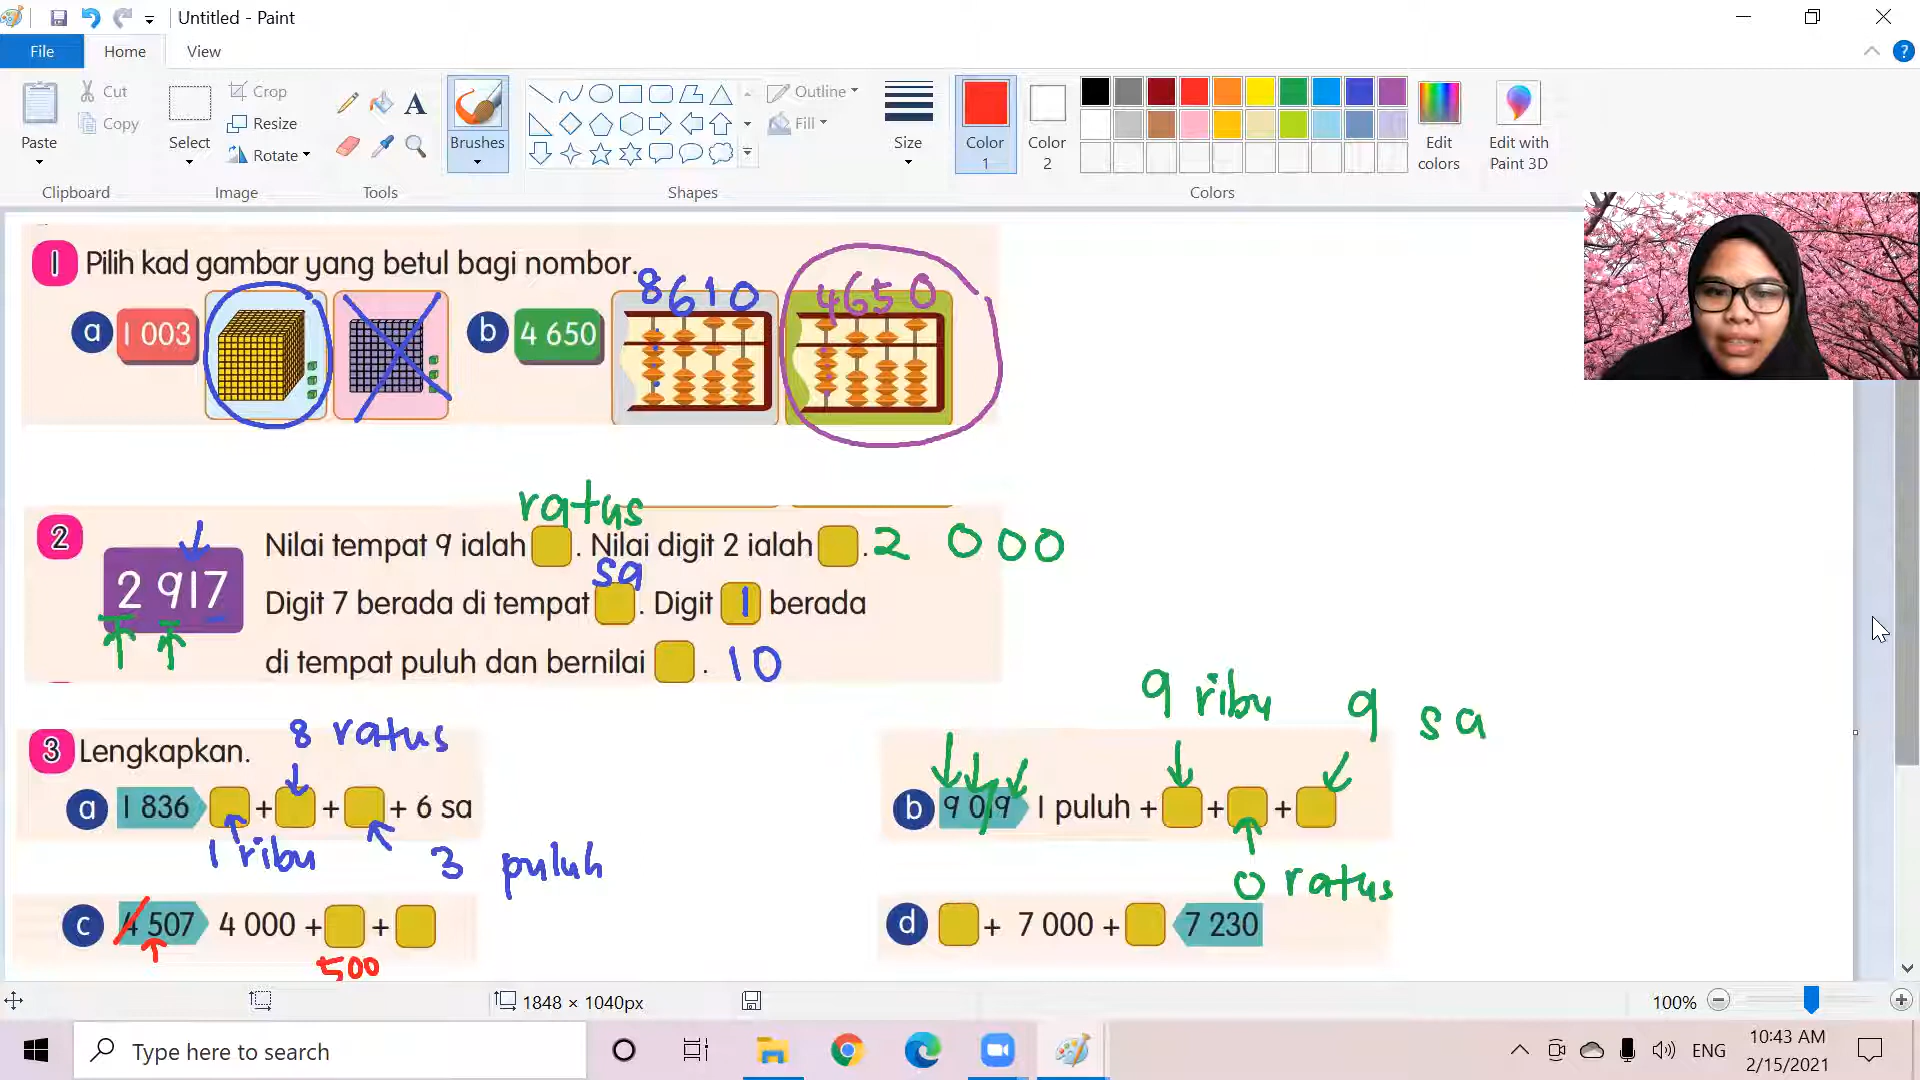 Untitled - Paint
File Home View
Paste
Cut
Copy
Clipboard
Select
Crop
Resize
Rotate
Image
Tools
Brushes
Shapes
Outline
Fill
Size
Color 1
Color 2
Edit colors
Edit with Paint 3D
Colors
1 Pilih kad gambar yang betul bagi nombor.
8610
4650
a 1 003
b 4 650
ratus
2
2 917
Nilai tempat 9 ialah . Nilai digit 2 ialah . 2 000
sa
Digit 7 berada di tempat . Digit 1 berada
di tempat puluh dan bernilai . 10
9 ribu
9 sa
8 ratus
3 Lengkapkan.
a 1 836 + + + 6 sa
b 9 019 1 puluh + + +
1 ribu
3 puluh
0 ratus
c 4 507 4 000 + +
d + 7 000 + 7 230
500
1848 × 1040px
100%
Type here to search
ENG
10:43 AM
2/15/2021